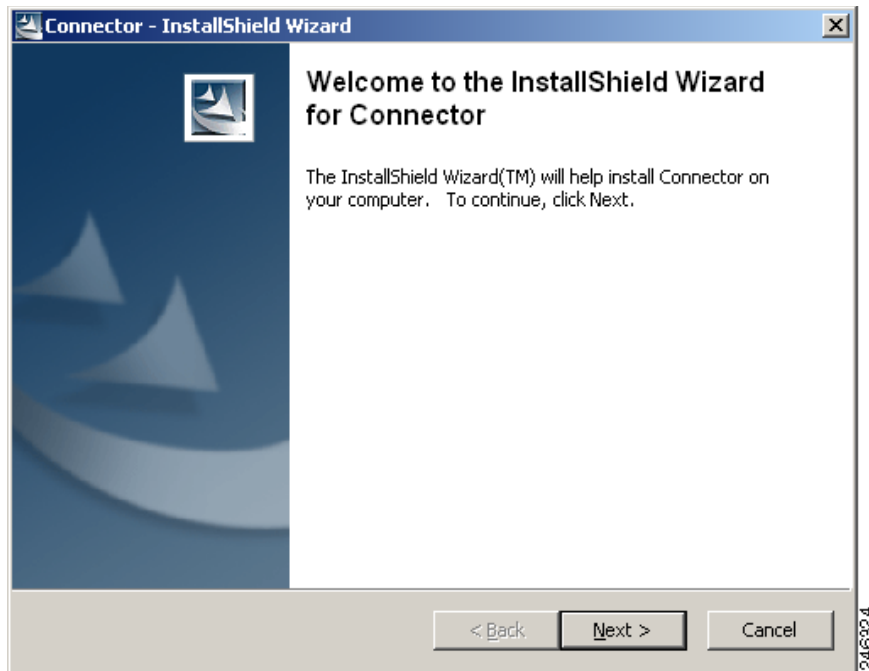 Connector - InstallShield Wizard
Welcome to the InstallShield Wizard
for Connector
The InstallShield Wizard(TM) will help install Connector on
your computer. To continue, click Next.
< Back
Next >
Cancel
246324